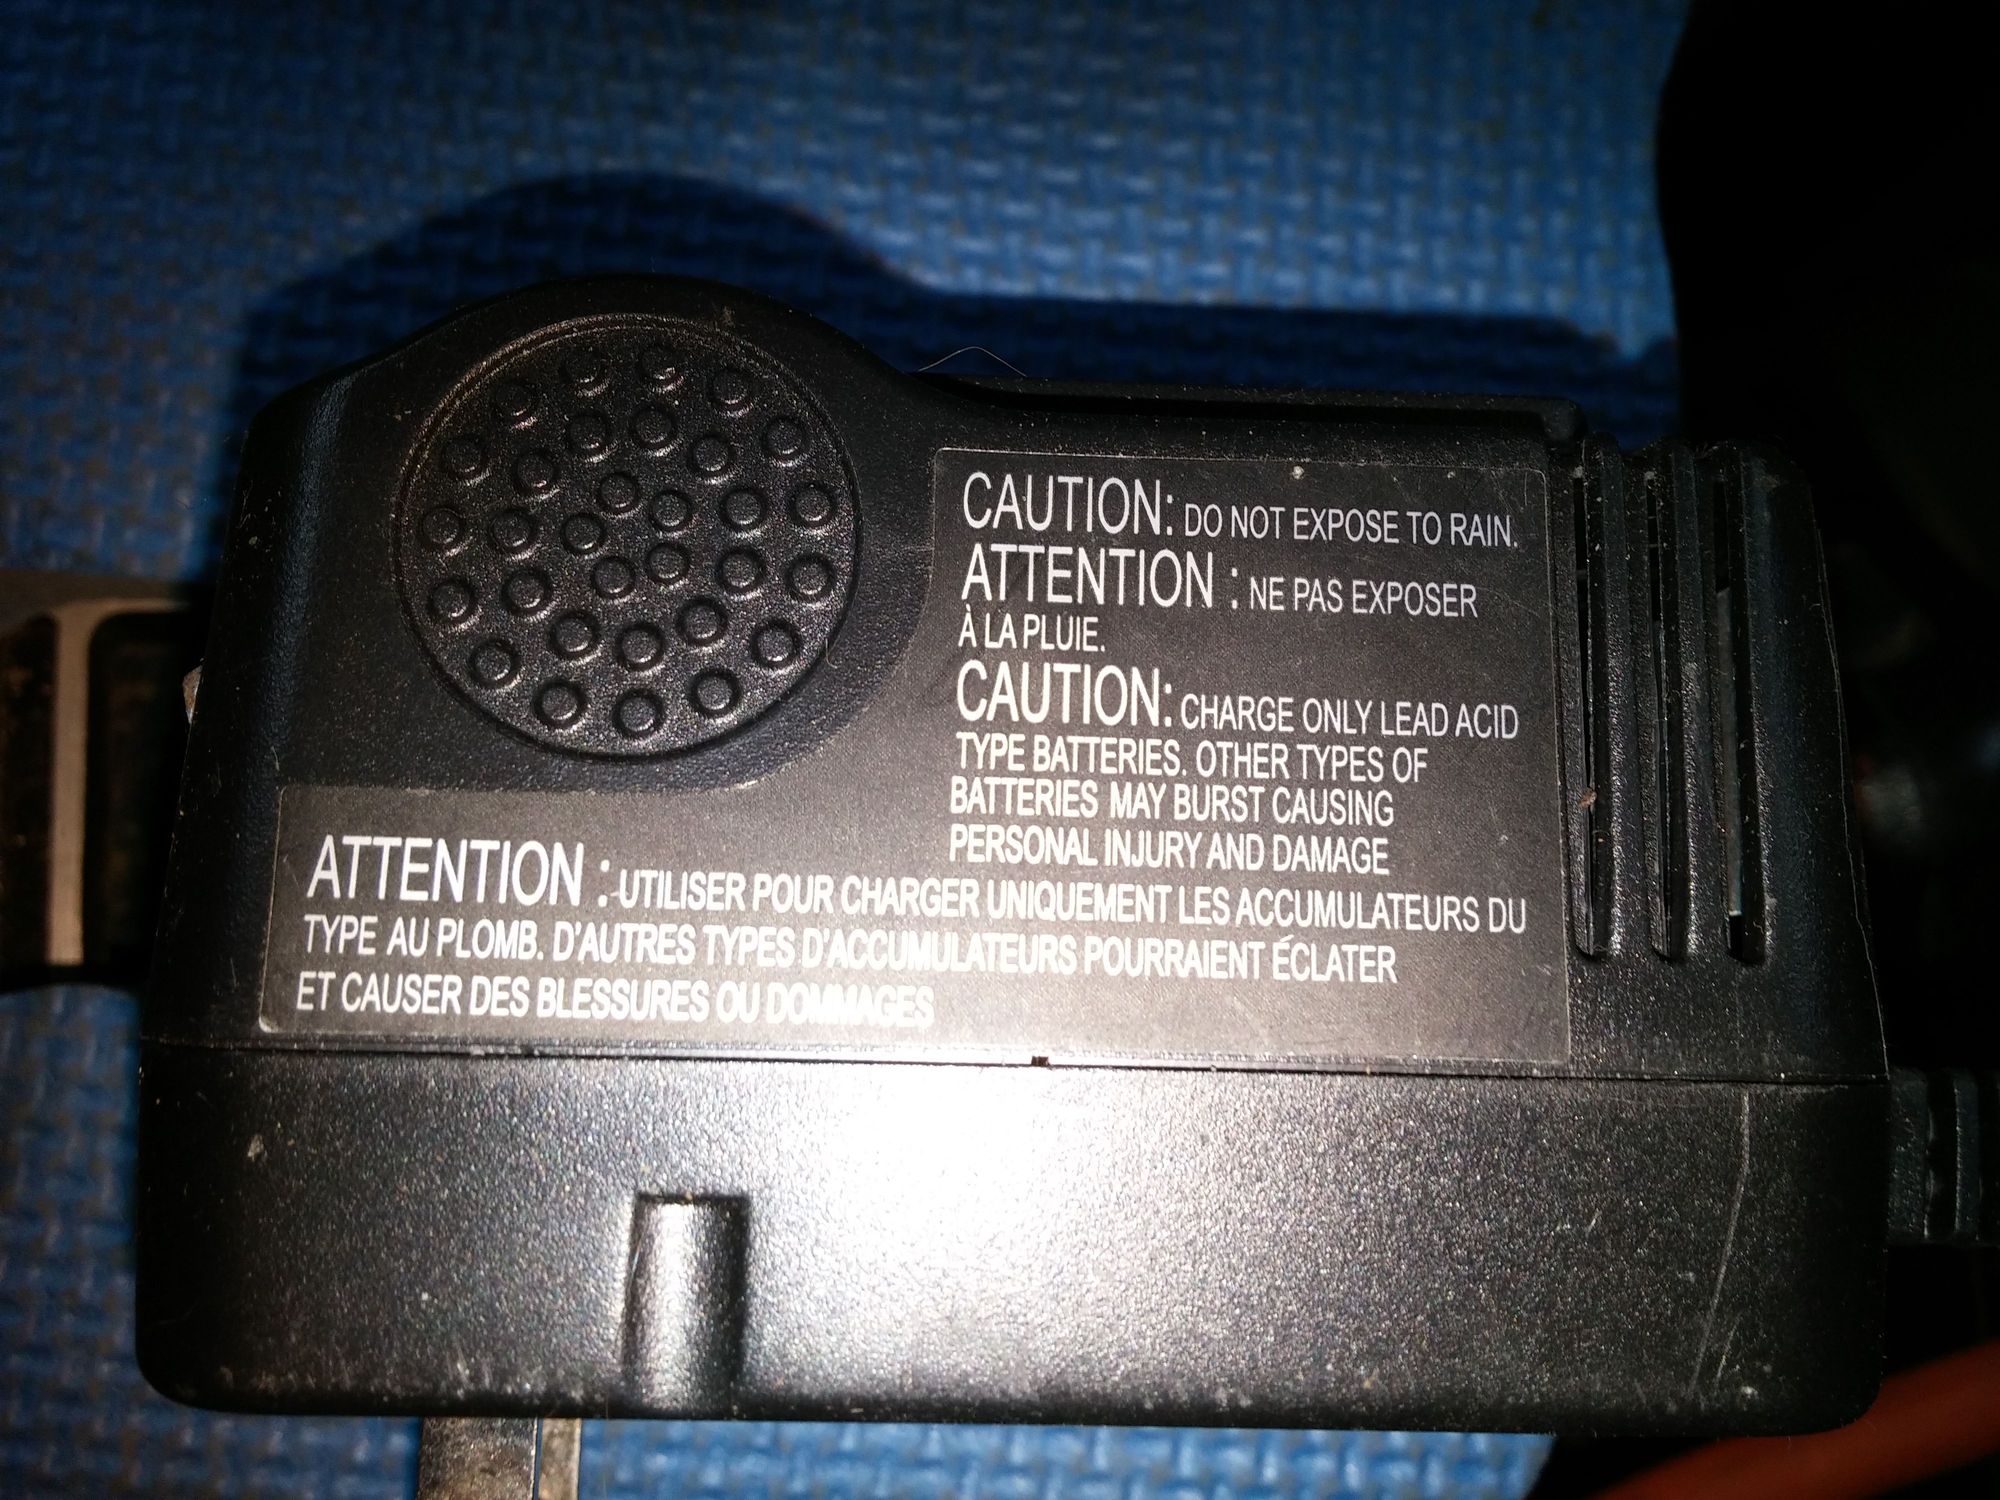 CAUTION: DO NOT EXPOSE TO RAIN.
ATTENTION : NE PAS EXPOSER
À LA PLUIE.
CAUTION: CHARGE ONLY LEAD ACID
TYPE BATTERIES. OTHER TYPES OF
BATTERIES MAY BURST CAUSING
PERSONAL INJURY AND DAMAGE
ATTENTION : UTILISER POUR CHARGER UNIQUEMENT LES ACCUMULATEURS DU
TYPE AU PLOMB. D'AUTRES TYPES D'ACCUMULATEURS POURRAIENT ÉCLATER
ET CAUSER DES BLESSURES OU DOMMAGES